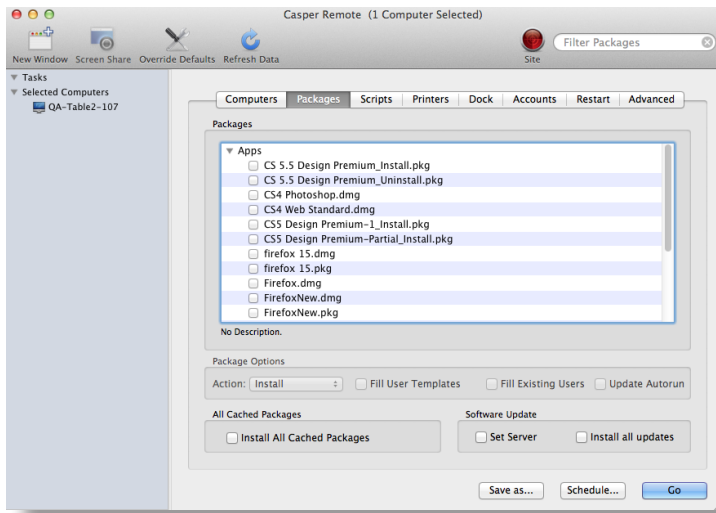 Casper Remote (1 Computer Selected)
New Window Screen Share Override Defaults Refresh Data Site Filter Packages
Tasks
Selected Computers
QA-Table2-107
Computers Packages Scripts Printers Dock Accounts Restart Advanced
Packages
Apps
CS 5.5 Design Premium_Install.pkg
CS 5.5 Design Premium_Uninstall.pkg
CS4 Photoshop.dmg
CS4 Web Standard.dmg
CS5 Design Premium-1_Install.pkg
CS5 Design Premium-Partial_Install.pkg
firefox 15.dmg
firefox 15.pkg
Firefox.dmg
FirefoxNew.dmg
FirefoxNew.pkg
No Description.
Package Options
Action: Install Fill User Templates Fill Existing Users Update Autorun
All Cached Packages Software Update
Install All Cached Packages Set Server Install all updates
Save as... Schedule... Go